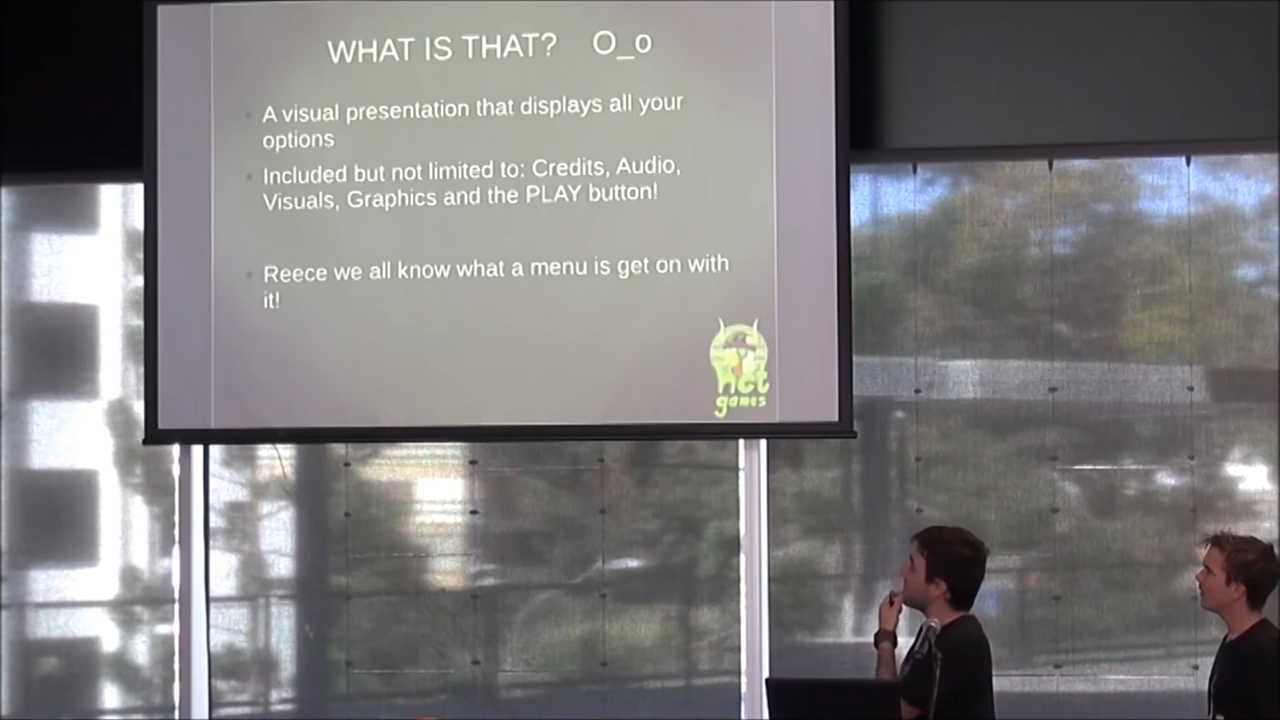 WHAT IS THAT? O_o
A visual presentation that displays all your
options
Included but not limited to: Credits, Audio,
Visuals, Graphics and the PLAY button!
Reece we all know what a menu is get on with
it!
games